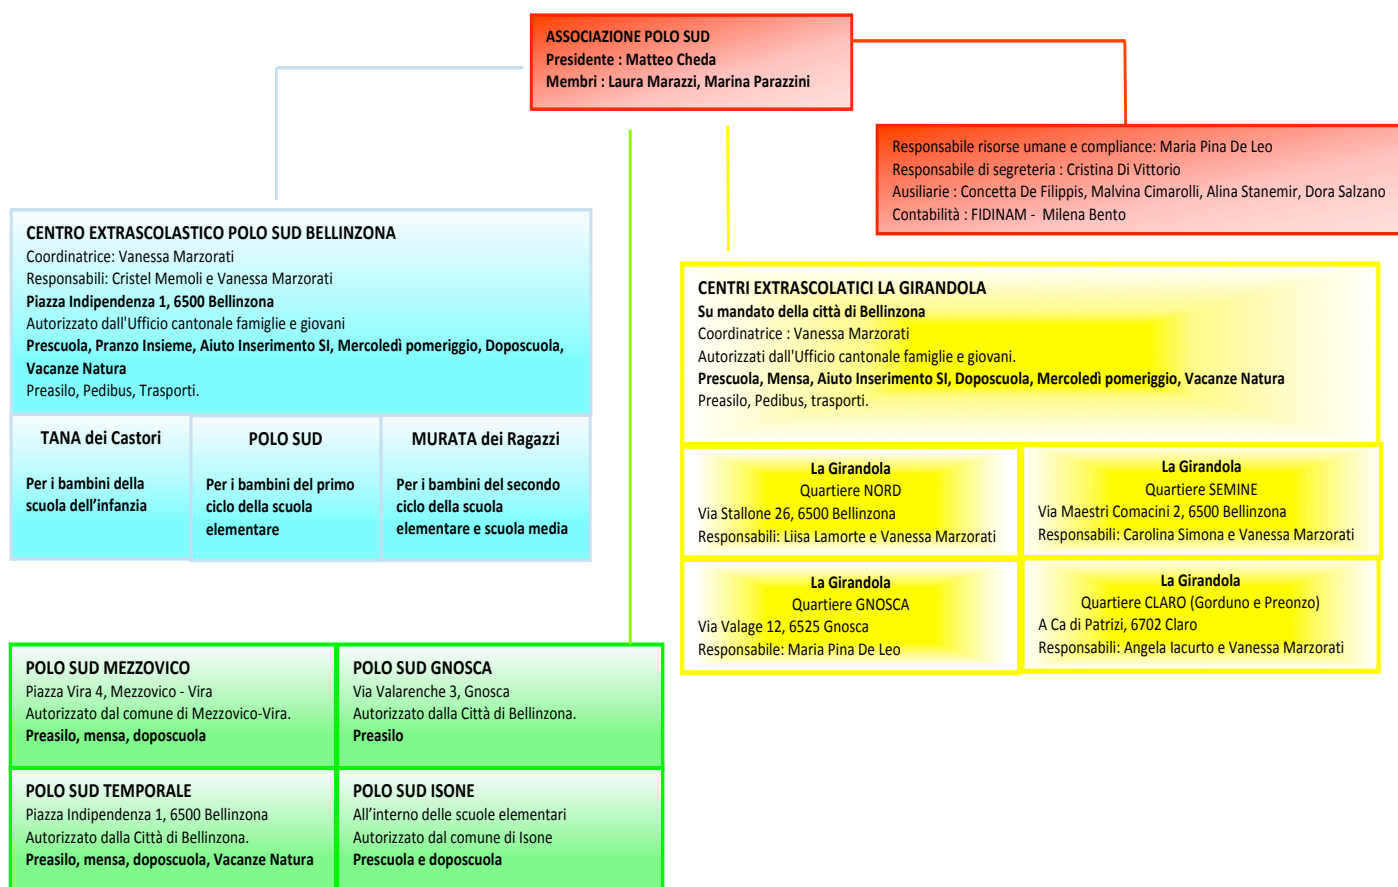 ASSOCIAZIONE POLO SUD
Presidente : Matteo Cheda
Membri : Laura Marazzi, Marina Parazzini
Responsabile risorse umane e compliance: Maria Pina De Leo
Responsabile di segreteria : Cristina Di Vittorio
Ausiliarie : Concetta De Filippis, Malvina Cimarolli, Alina Stanemir, Dora Salzano
Contabilità : FIDINAM - Milena Bento
CENTRO EXTRASCOLASTICO POLO SUD BELLINZONA
Coordinatrice: Vanessa Marzorati
Responsabili: Cristel Memoli e Vanessa Marzorati
Piazza Indipendenza 1, 6500 Bellinzona
Autorizzato dall'Ufficio cantonale famiglie e giovani
Prescuola, Pranzo Insieme, Aiuto Inserimento SI, Mercoledì pomeriggio, Doposcuola,
Vacanze Natura
Preasilo, Pedibus, Trasporti.
TANA dei Castori
Per i bambini della
scuola dell’infanzia
POLO SUD
Per i bambini del primo
ciclo della scuola
elementare
MURATA dei Ragazzi
Per i bambini del secondo
ciclo della scuola
elementare e scuola media
CENTRI EXTRASCOLATICI LA GIRANDOLA
Su mandato della città di Bellinzona
Coordinatrice : Vanessa Marzorati
Autorizzati dall'Ufficio cantonale famiglie e giovani.
Prescuola, Mensa, Aiuto Inserimento SI, Doposcuola, Mercoledì pomeriggio, Vacanze Natura
Preasilo, Pedibus, trasporti.
La Girandola
Quartiere NORD
Via Stallone 26, 6500 Bellinzona
Responsabili: Liisa Lamorte e Vanessa Marzorati
La Girandola
Quartiere SEMINE
Via Maestri Comacini 2, 6500 Bellinzona
Responsabili: Carolina Simona e Vanessa Marzorati
La Girandola
Quartiere GNOSCA
Via Valage 12, 6525 Gnosca
Responsabile: Maria Pina De Leo
La Girandola
Quartiere CLARO (Gorduno e Preonzo)
A Ca di Patrizi, 6702 Claro
Responsabili: Angela Iacurto e Vanessa Marzorati
POLO SUD MEZZOVICO
Piazza Vira 4, Mezzovico - Vira
Autorizzato dal comune di Mezzovico-Vira.
Preasilo, mensa, doposcuola
POLO SUD GNOSCA
Via Valarenche 3, Gnosca
Autorizzato dalla Città di Bellinzona.
Preasilo
POLO SUD TEMPORALE
Piazza Indipendenza 1, 6500 Bellinzona
Autorizzato dalla Città di Bellinzona.
Preasilo, mensa, doposcuola, Vacanze Natura
POLO SUD ISONE
All’interno delle scuole elementari
Autorizzato dal comune di Isone
Prescuola e doposcuola